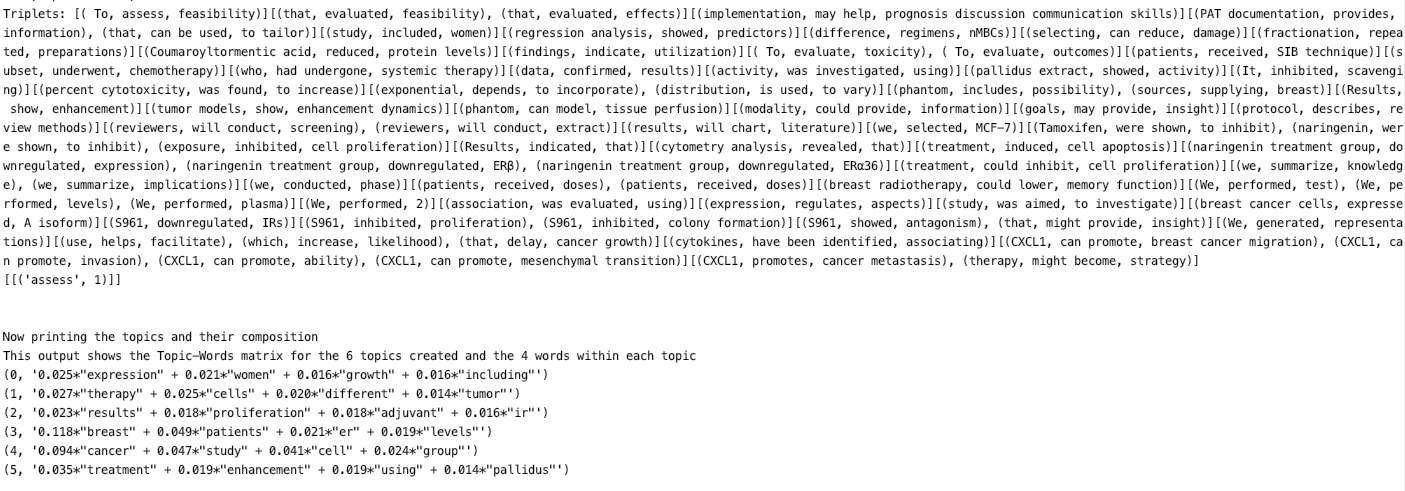 Triplets: [( To, assess, feasibility)][(that, evaluated, feasibility), (that, evaluated, effects)][(implementation, may help, prognosis discussion communication skills)][(PAT documentation, provides,
information), (that, can be used, to tailor)][(study, included, women)][(regression analysis, showed, predictors)][(difference, regimens, nMBCs)][(selecting, can reduce, damage)][(fractionation, repea
ted, preparations)][(Coumaroyltormentic acid, reduced, protein levels)][(findings, indicate, utilization)][( To, evaluate, toxicity), ( To, evaluate, outcomes)][(patients, received, SIB technique)][(s
ubset, underwent, chemotherapy)][(who, had undergone, systemic therapy)][(data, confirmed, results)][(activity, was investigated, using)][(pallidus extract, showed, activity)][(It, inhibited, scavengi
ng)][(percent cytotoxicity, was found, to increase)][(exponential, depends, to incorporate), (distribution, is used, to vary)][(phantom, includes, possibility), (sources, supplying, breast)][(Results,
 show, enhancement)][(tumor models, show, enhancement dynamics)][(phantom, can model, tissue perfusion)][(modality, could provide, information)][(goals, may provide, insight)][(protocol, describes, re
view methods)][(reviewers, will conduct, screening), (reviewers, will conduct, extract)][(results, will chart, literature)][(we, selected, MCF-7)][(Tamoxifen, were shown, to inhibit), (naringenin, wer
e shown, to inhibit), (exposure, inhibited, cell proliferation)][(Results, indicated, that)][(cytometry analysis, revealed, that)][(treatment, induced, cell apoptosis)][(naringenin treatment group, do
wnregulated, expression), (naringenin treatment group, downregulated, ERβ), (naringenin treatment group, downregulated, ERα36)][(treatment, could inhibit, cell proliferation)][(we, summarize, knowledg
e), (we, summarize, implications)][(we, conducted, phase)][(patients, received, doses), (patients, received, doses)][(breast radiotherapy, could lower, memory function)][(We, performed, test), (We, pe
rformed, levels), (We, performed, plasma)][(We, performed, 2)][(association, was evaluated, using)][(expression, regulates, aspects)][(study, was aimed, to investigate)][(breast cancer cells, expresse
d, A isoform)][(S961, downregulated, IRs)][(S961, inhibited, proliferation), (S961, inhibited, colony formation)][(S961, showed, antagonism), (that, might provide, insight)][(We, generated, representa
tions)][(use, helps, facilitate), (which, increase, likelihood), (that, delay, cancer growth)][(cytokines, have been identified, associating)][(CXCL1, can promote, breast cancer migration), (CXCL1, ca
n promote, invasion), (CXCL1, can promote, ability), (CXCL1, can promote, mesenchymal transition)][(CXCL1, promotes, cancer metastasis), (therapy, might become, strategy)]
[[('assess', 1)]]
Now printing the topics and their composition
This output shows the Topic-Words matrix for the 6 topics created and the 4 words within each topic
(0, '0.025*"expression" + 0.021*"women" + 0.016*"growth" + 0.016*"including"')
(1, '0.027*"therapy" + 0.025*"cells" + 0.020*"different" + 0.014*"tumor"')
(2, '0.023*"results" + 0.018*"proliferation" + 0.018*"adjuvant" + 0.016*"ir"')
(3, '0.118*"breast" + 0.049*"patients" + 0.021*"er" + 0.019*"levels"')
(4, '0.094*"cancer" + 0.047*"study" + 0.041*"cell" + 0.024*"group"')
(5, '0.035*"treatment" + 0.019*"enhancement" + 0.019*"using" + 0.014*"pallidus"')